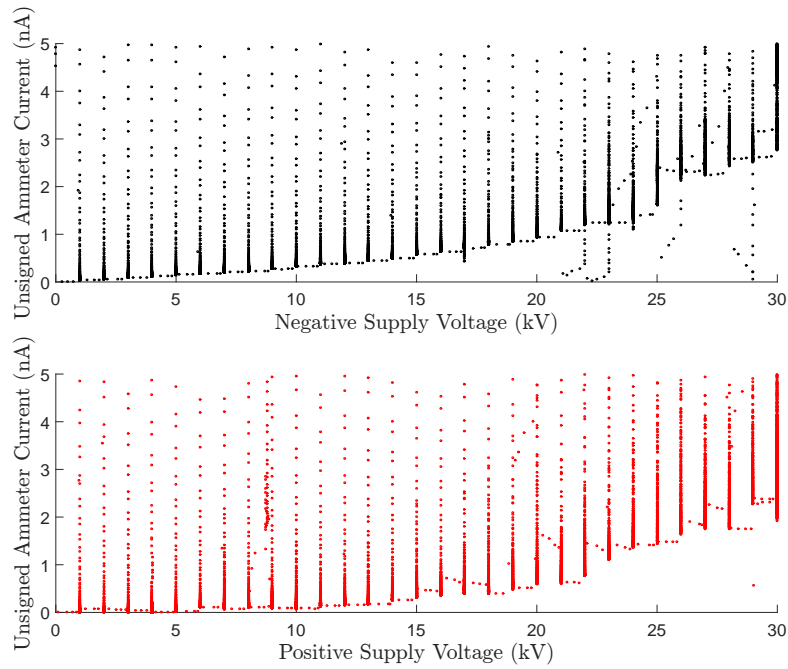 Unsigned Ammeter Current (nA)
5
4
3
2
1
0
0 5 10 15 20 25 30
Negative Supply Voltage (kV)
Unsigned Ammeter Current (nA)
5
4
3
2
1
0
0 5 10 15 20 25 30
Positive Supply Voltage (kV)